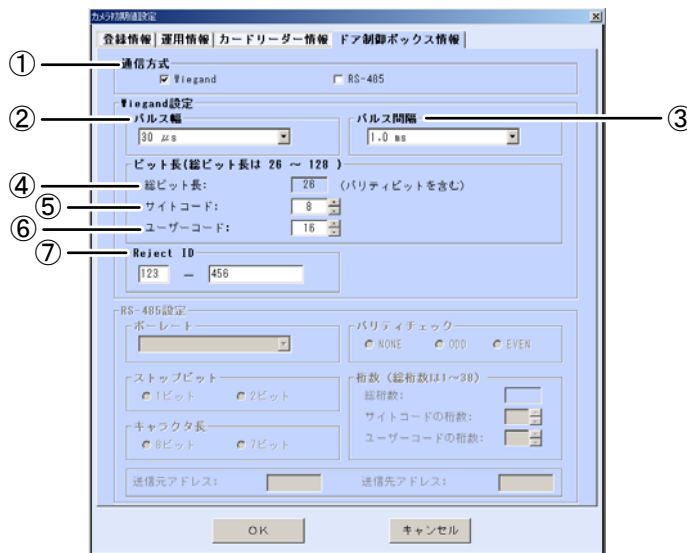 カメラ初期値設定
登録情報 運用情報 カードリーダー情報 ドア制御ボックス情報
① 通信方式
Wiegand RS-485
Wiegand設定
② パルス幅 パルス間隔 ③
30 μs 1.0 ms
ビット長(総ビット長は 26 ~ 128 )
④ 総ビット長: 26 (パリティビットを含む)
⑤ サイトコード: 8
⑥ ユーザーコード: 16
⑦ Reject ID
123 − 456
RS-485設定
ボーレート パリティチェック
NONE ODD EVEN
ストップビット 桁数 (総桁数は1~38)
1ビット 2ビット 総桁数:
サイトコードの桁数:
キャラクタ長 ユーザーコードの桁数:
8ビット 7ビット
送信元アドレス: 送信先アドレス:
OK キャンセル